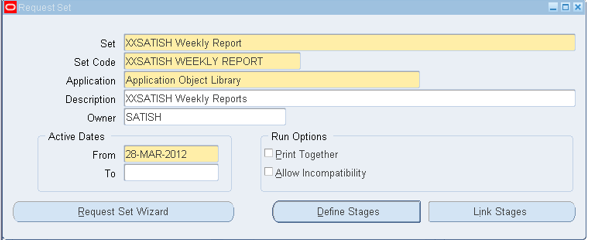 Request Set
Set XXSATISH Weekly Report
Set Code XXSATISH WEEKLY REPORT
Application Application Object Library
Description XXSATISH Weekly Reports
Owner SATISH
Active Dates Run Options
From 28-MAR-2012 Print Together
To Allow Incompatibility
Request Set Wizard Define Stages Link Stages